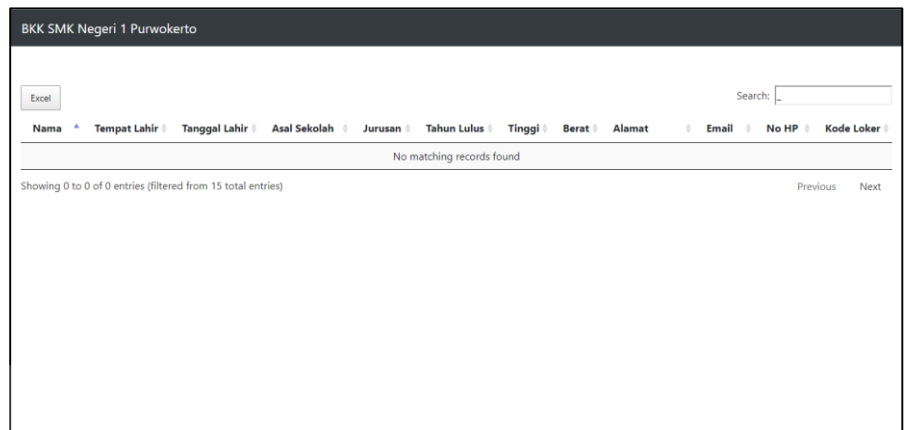 BKK SMK Negeri 1 Purwokerto
Excel
Search: _
Nama Tempat Lahir Tanggal Lahir Asal Sekolah Jurusan Tahun Lulus Tinggi Berat Alamat Email No HP Kode Loker
No matching records found
Showing 0 to 0 of 0 entries (filtered from 15 total entries)
Previous Next